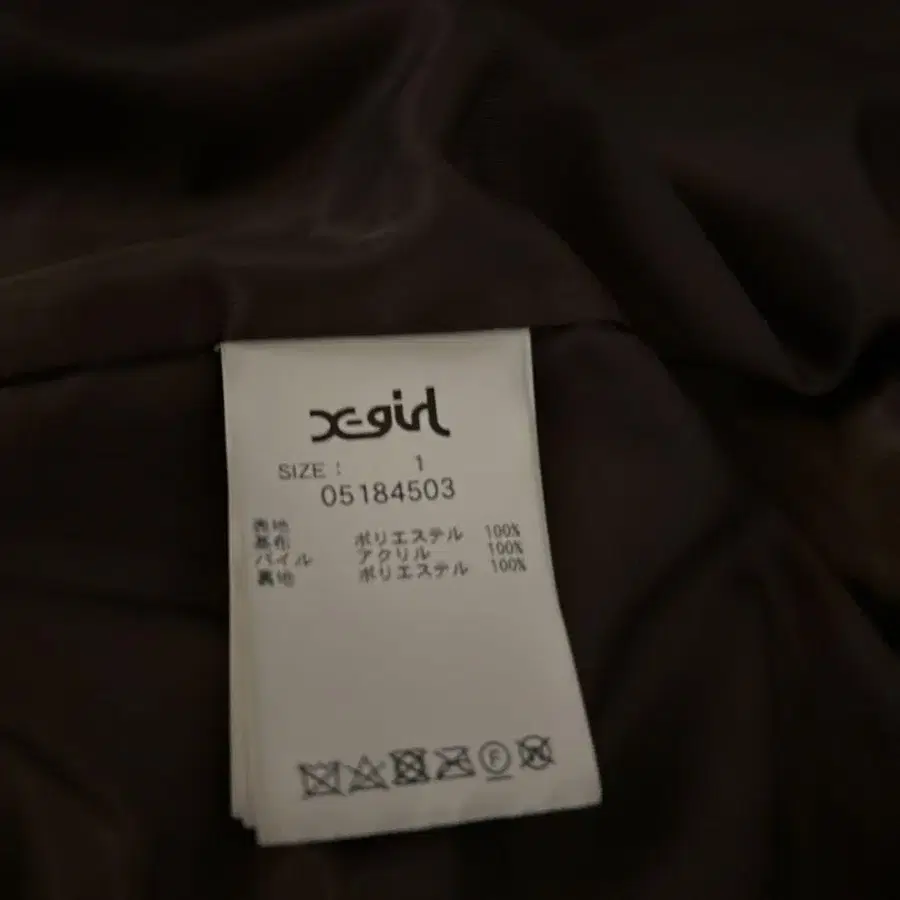 X-girl
SIZE : 1
05184503
表地
基布 ポリエステル 100%
パイル アクリル 100%
裏地 ポリエステル 100%
F